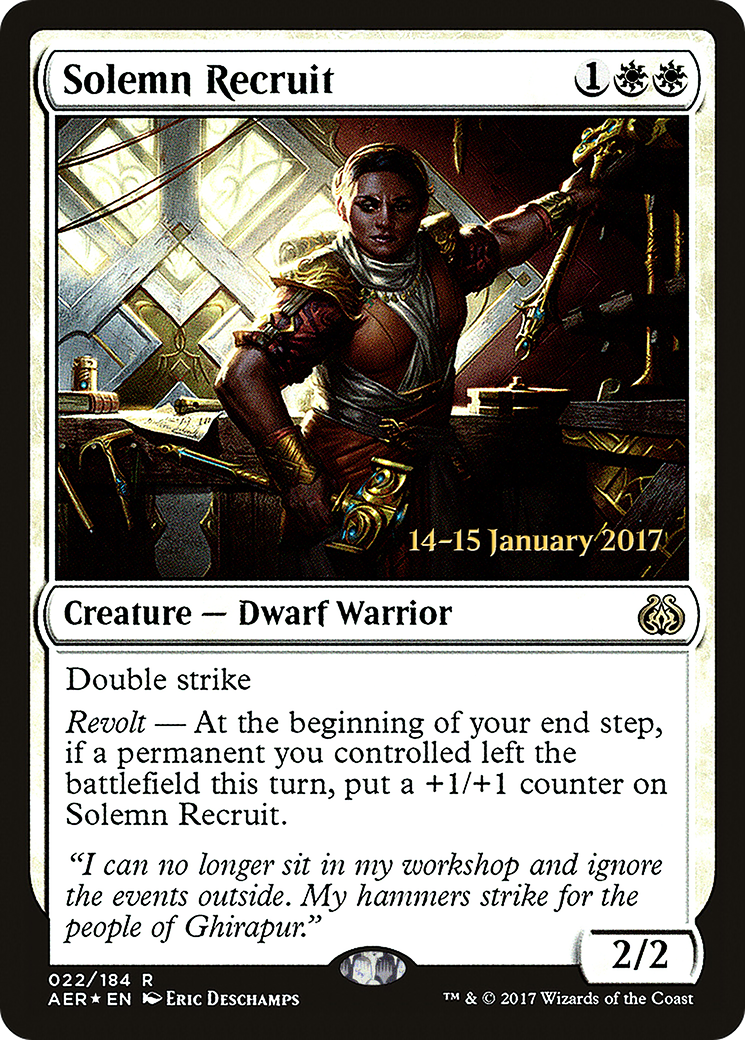 Solemn Recruit 1
14–15 January 2017
Creature — Dwarf Warrior
Double strike
Revolt — At the beginning of your end step,
if a permanent you controlled left the
battlefield this turn, put a +1/+1 counter on
Solemn Recruit.
“I can no longer sit in my workshop and ignore
the events outside. My hammers strike for the
people of Ghirapur.”
2/2
022/184 R
AER★EN Eric Deschamps
™ & © 2017 Wizards of the Coast